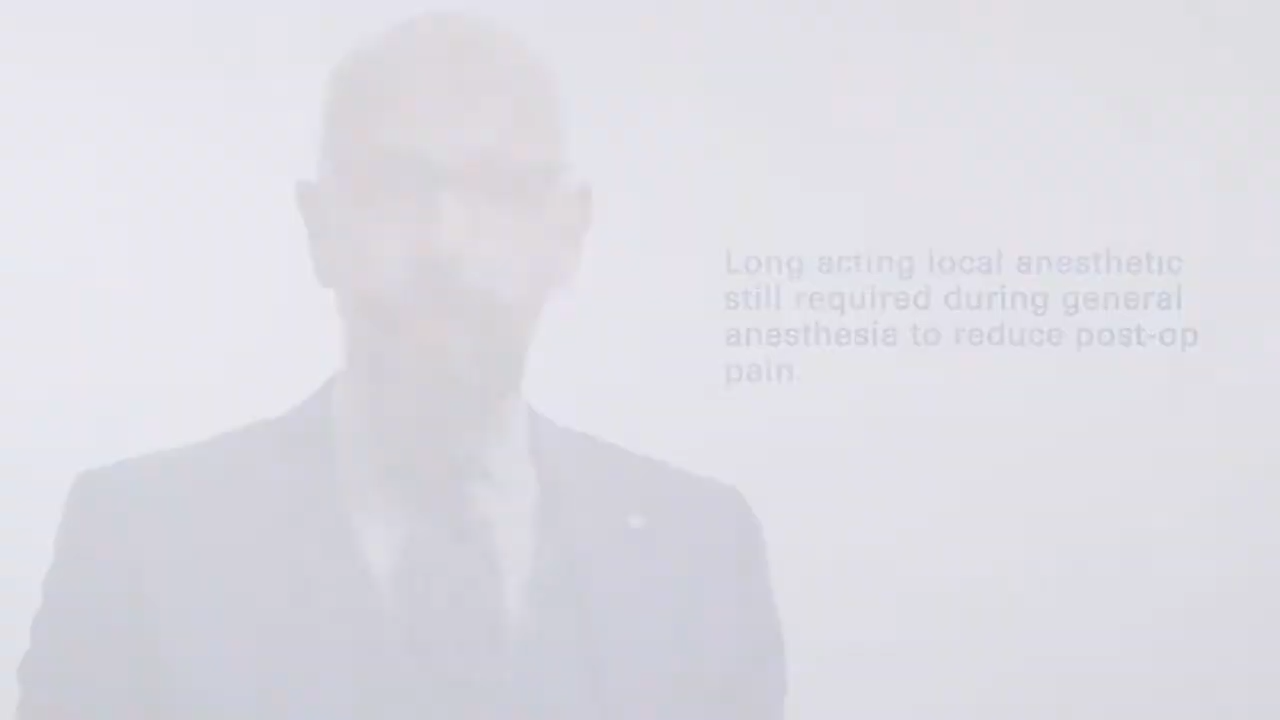 Long acting local anesthetic
still required during general
anesthesia to reduce post-op
pain.